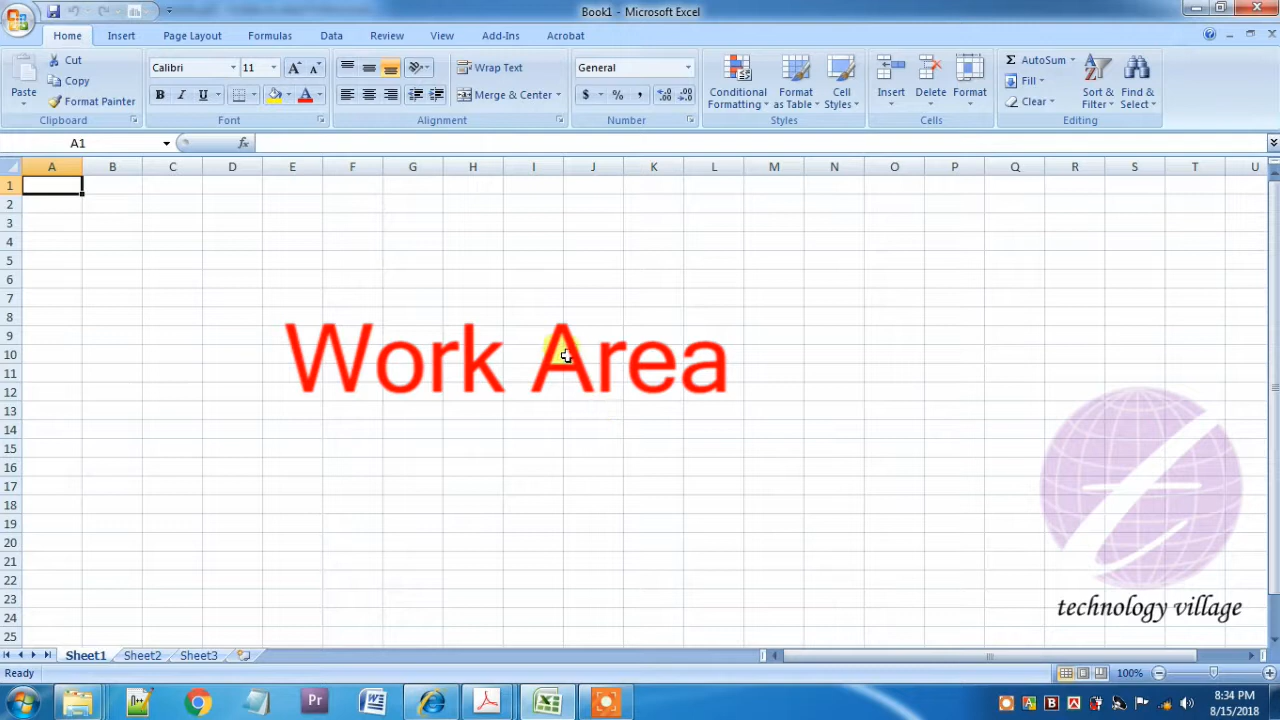 Book1 - Microsoft Excel
Home Insert Page Layout Formulas Data Review View Add-Ins Acrobat
Paste
Cut
Copy
Format Painter
Clipboard
Calibri 11
B I U A
Font
Wrap Text
Merge & Center
Alignment
General
$ % ,
Number
Conditional Formatting
Format as Table
Cell Styles
Styles
Insert Delete Format
Cells
Σ AutoSum
Fill
Clear
Sort & Filter
Find & Select
Editing
A1 fx
A B C D E F G H I J K L M N O P Q R S T U
1
2
3
4
5
6
7
8
9
10
11
12
13
14
15
16
17
18
19
20
21
22
23
24
25
Work Area
technology village
Sheet1 Sheet2 Sheet3
Ready 100%
Pr
8:34 PM
8/15/2018